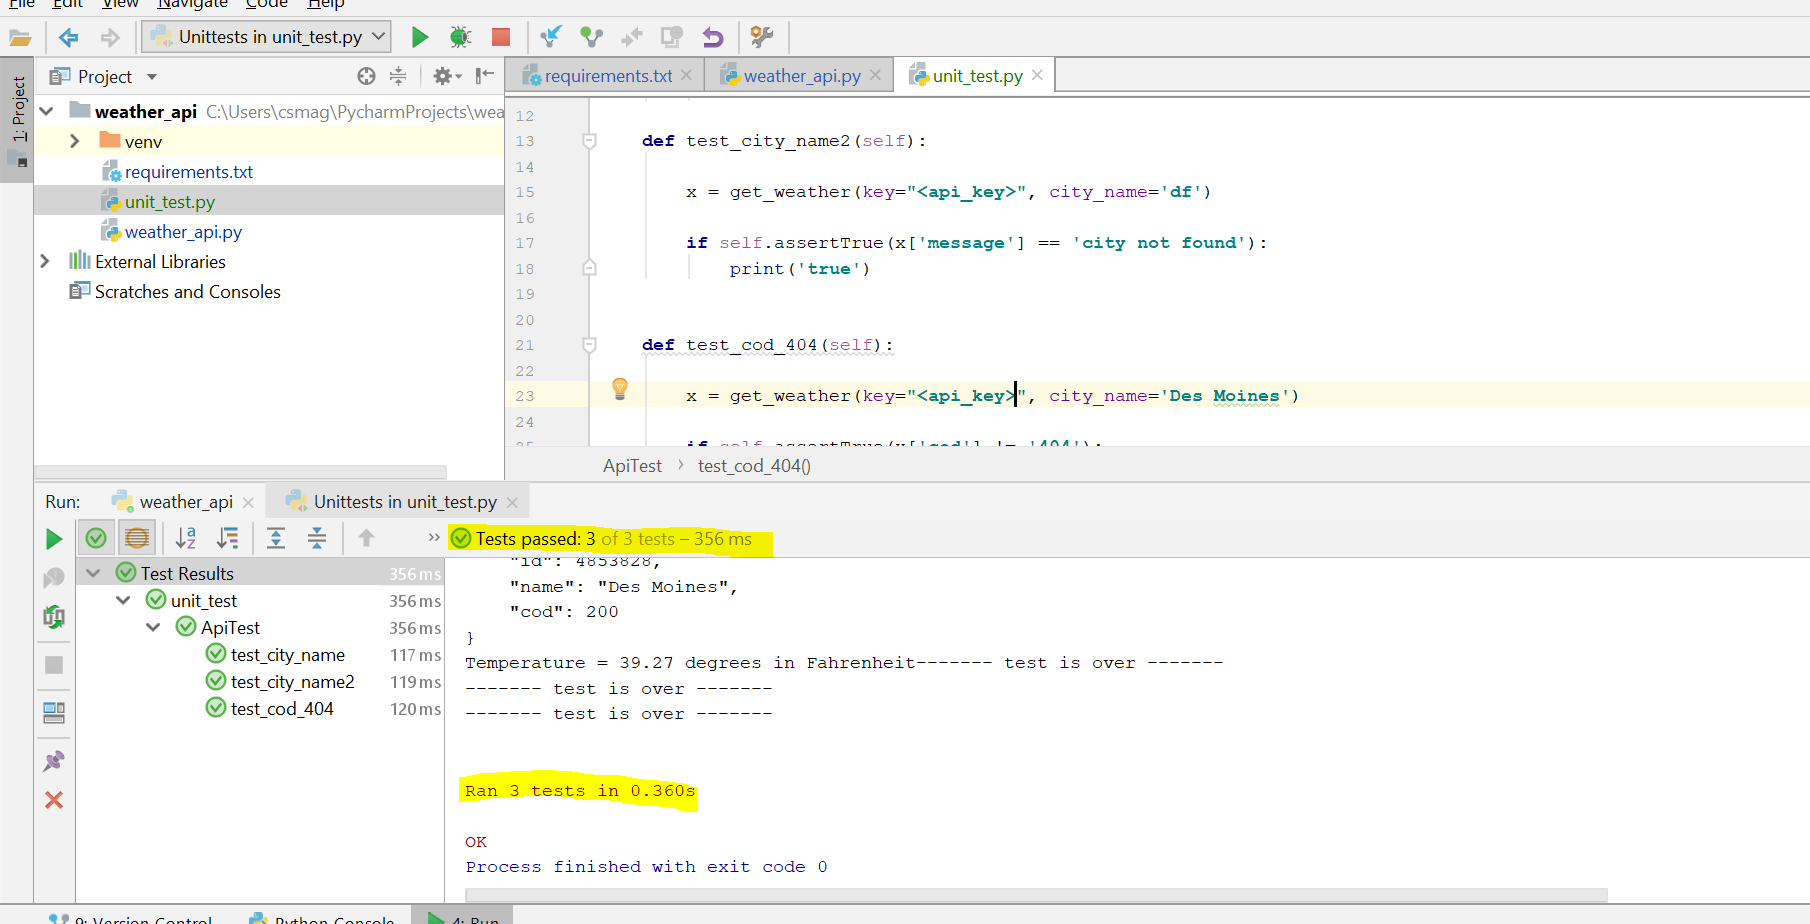 File Edit View Navigate Code Help
Unittests in unit_test.py
1: Project
Project
requirements.txt
weather_api.py
unit_test.py
weather_api C:\Users\csmag\PycharmProjects\wea
venv
requirements.txt
unit_test.py
weather_api.py
External Libraries
Scratches and Consoles
12
13 def test_city_name2(self):
14
15 x = get_weather(key="<api_key>", city_name='df')
16
17 if self.assertTrue(x['message'] == 'city not found'):
18 print('true')
19
20
21 def test_cod_404(self):
22
23 x = get_weather(key="<api_key>", city_name='Des Moines')
24
25 if self.assertTrue(x['cod'] != '404'):
ApiTest › test_cod_404()
Run: weather_api Unittests in unit_test.py
Tests passed: 3 of 3 tests – 356 ms
Test Results 356 ms
unit_test 356 ms
ApiTest 356 ms
test_city_name 117 ms
test_city_name2 119 ms
test_cod_404 120 ms
"id": 4853828,
"name": "Des Moines",
"cod": 200
}
Temperature = 39.27 degrees in Fahrenheit------- test is over -------
------- test is over -------
------- test is over -------
Ran 3 tests in 0.360s
OK
Process finished with exit code 0
9: Version Control Python Console 4: Run